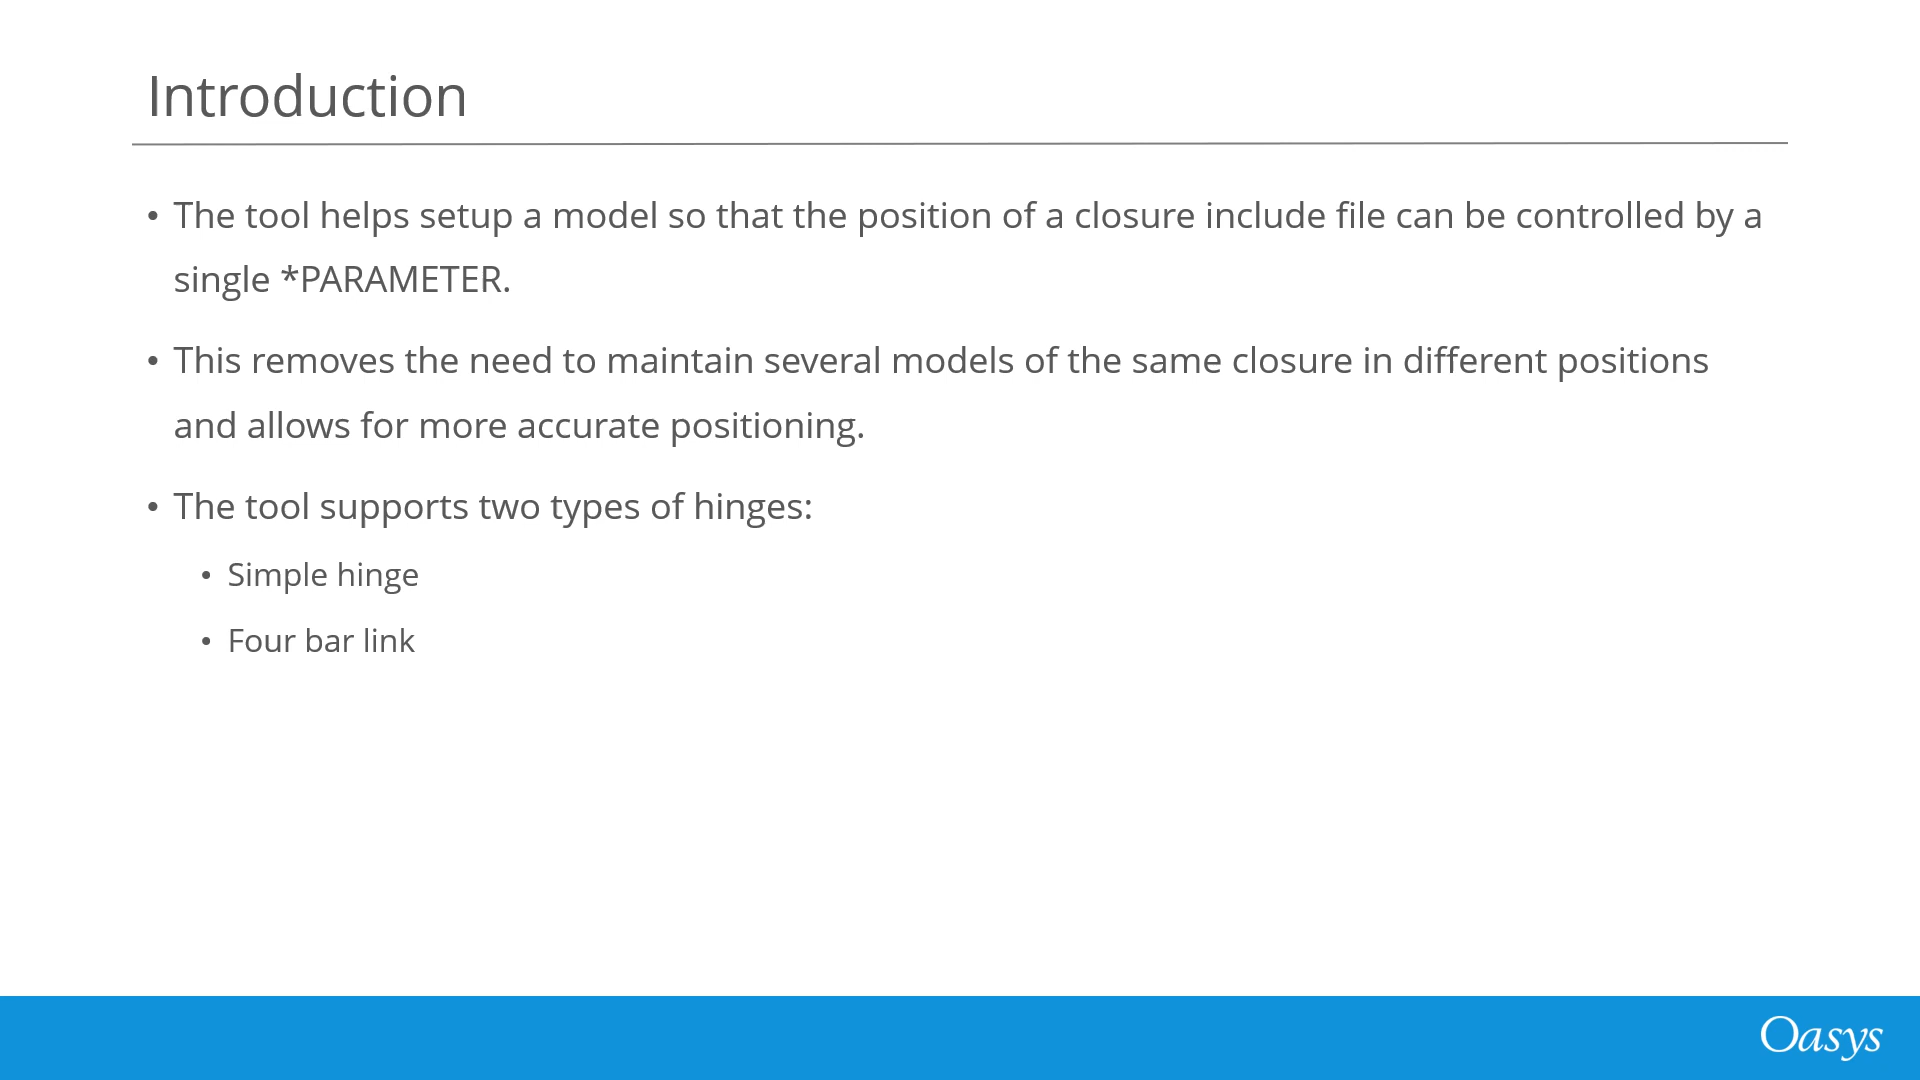 Introduction
• The tool helps setup a model so that the position of a closure include file can be controlled by a
single *PARAMETER.
• This removes the need to maintain several models of the same closure in different positions
and allows for more accurate positioning.
• The tool supports two types of hinges:
• Simple hinge
• Four bar link
Oasys